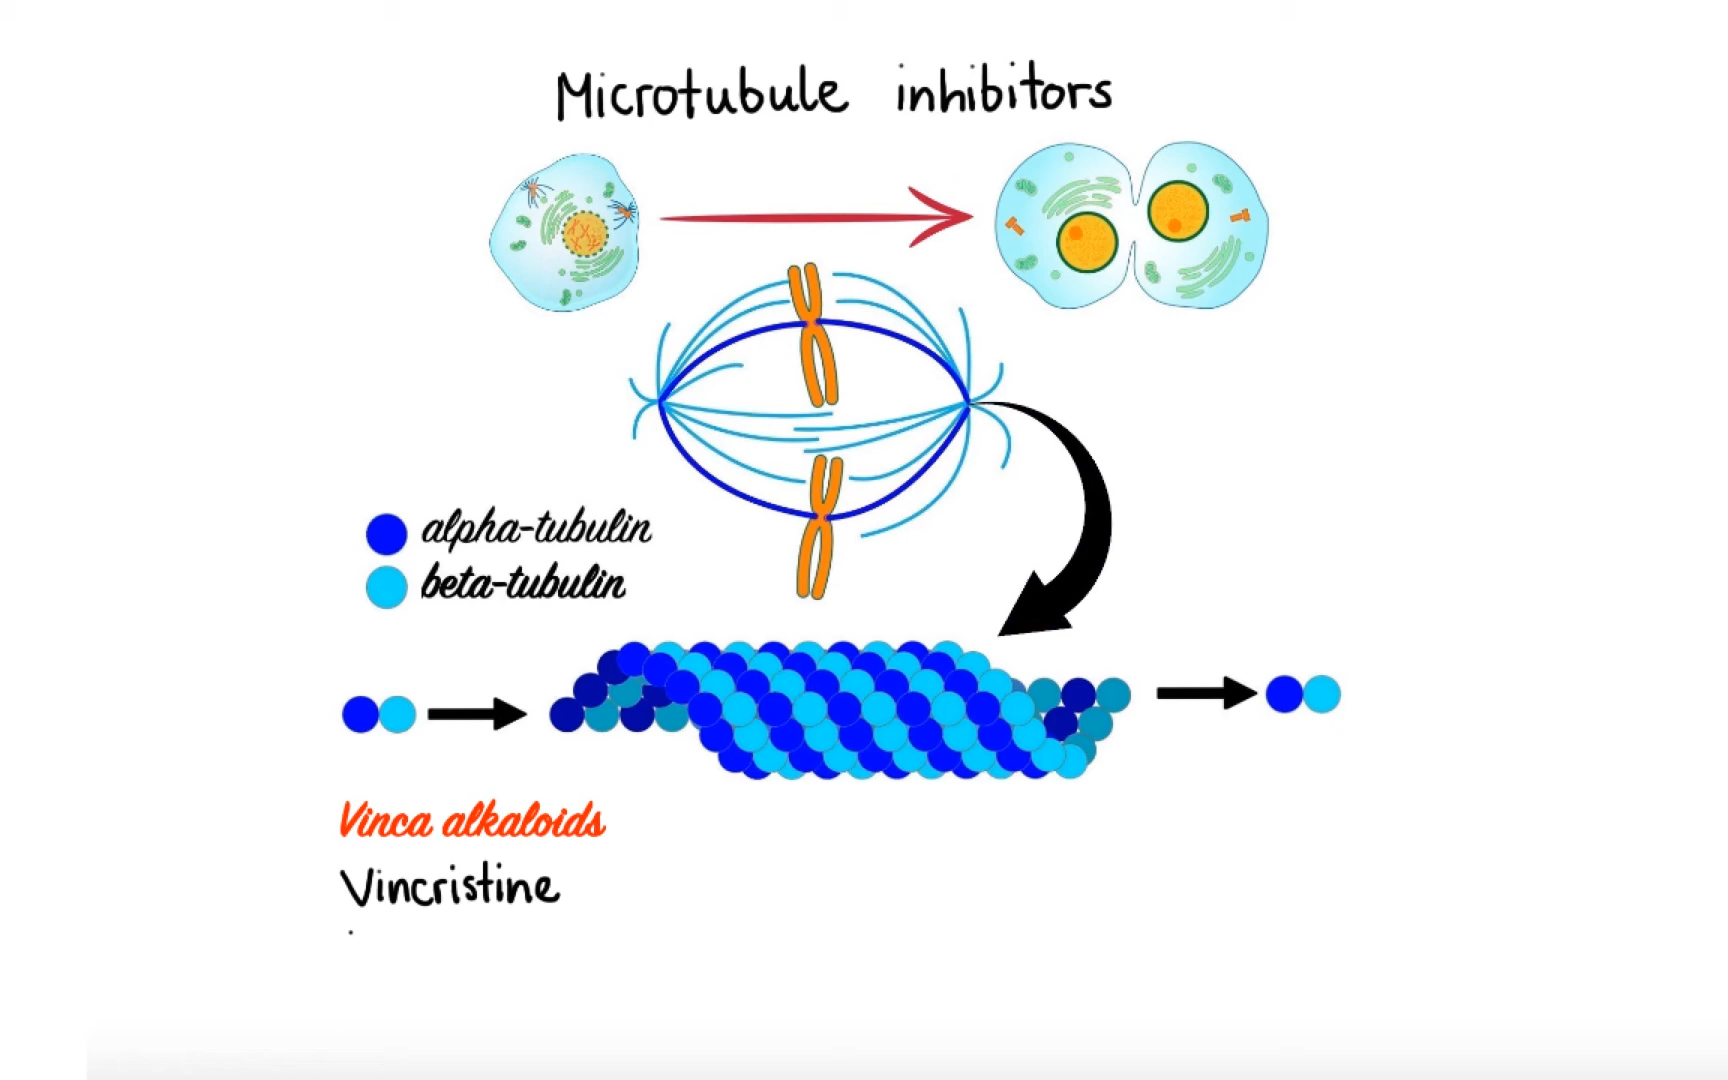 Microtubule inhibitors
alpha-tubulin
beta-tubulin
Vinca alkaloids
Vincristine